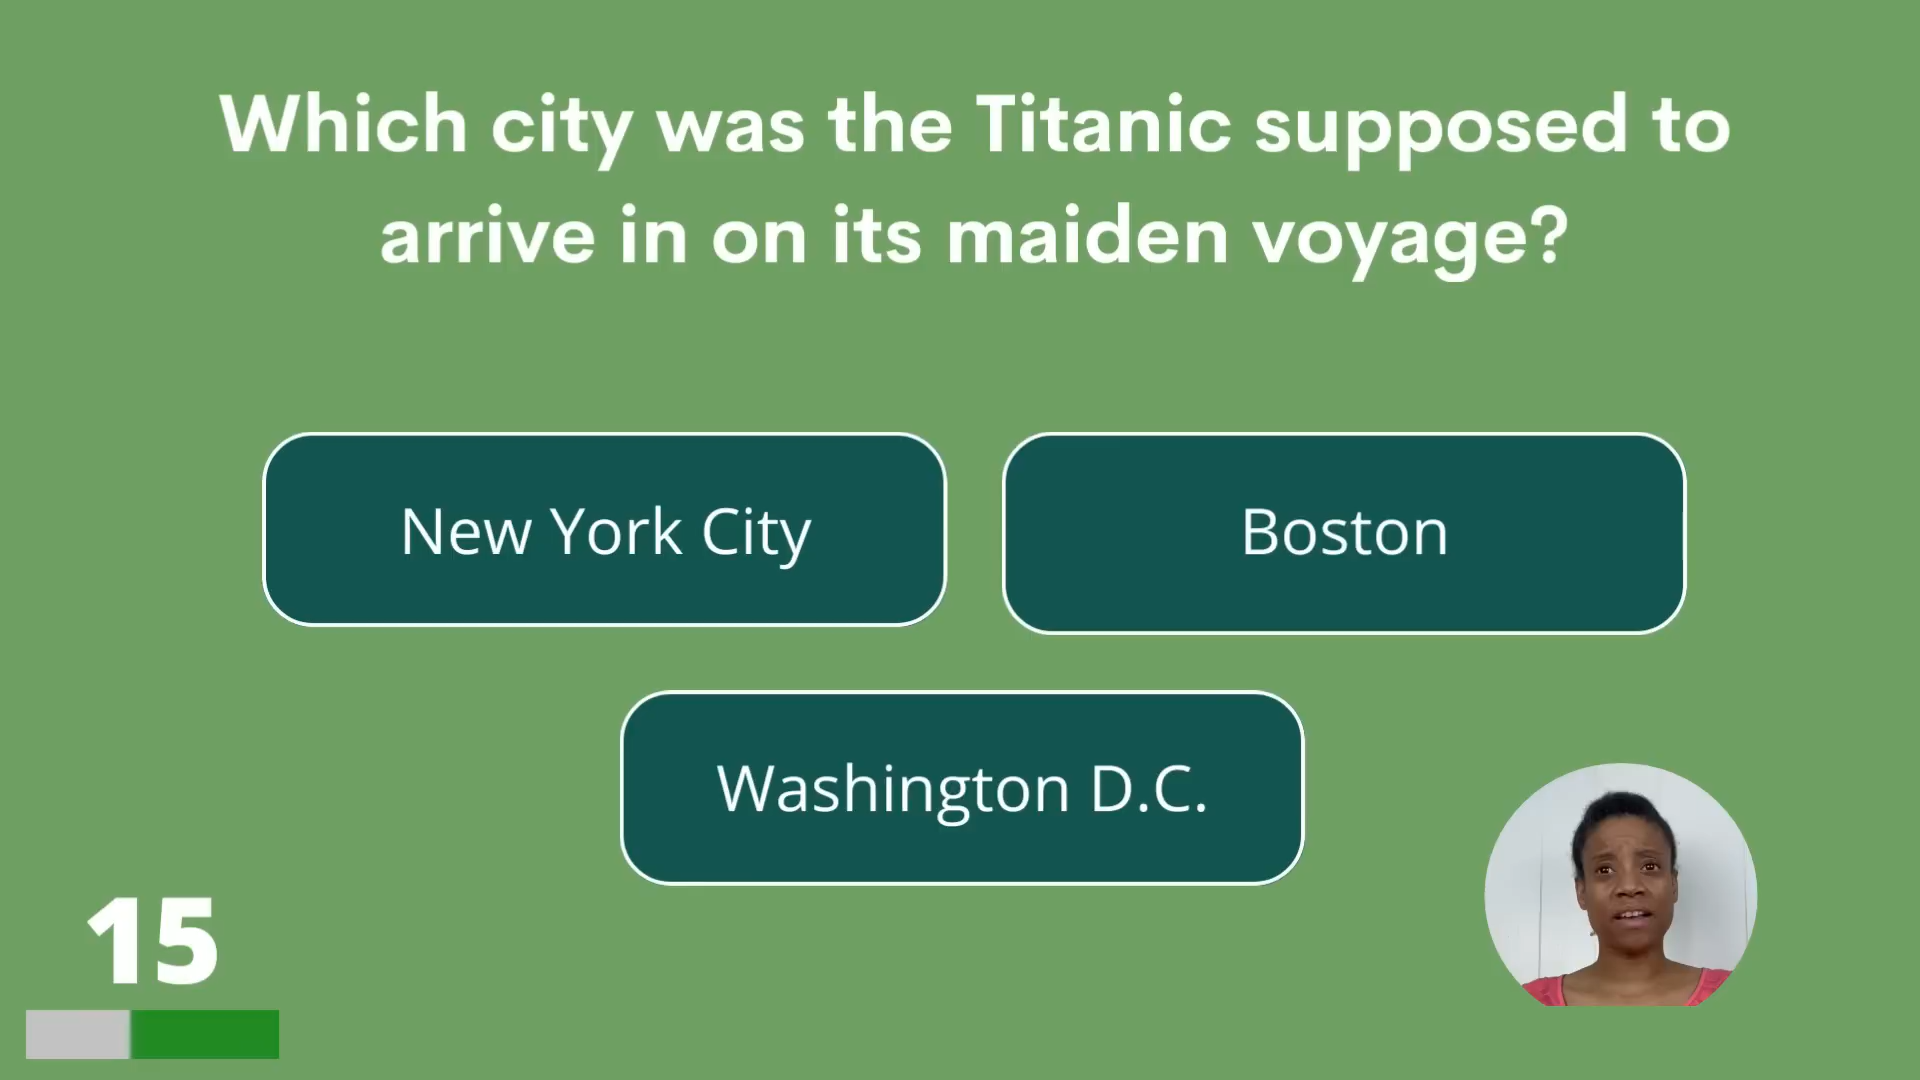 Which city was the Titanic supposed to
arrive in on its maiden voyage?
New York City
Boston
Washington D.C.
15